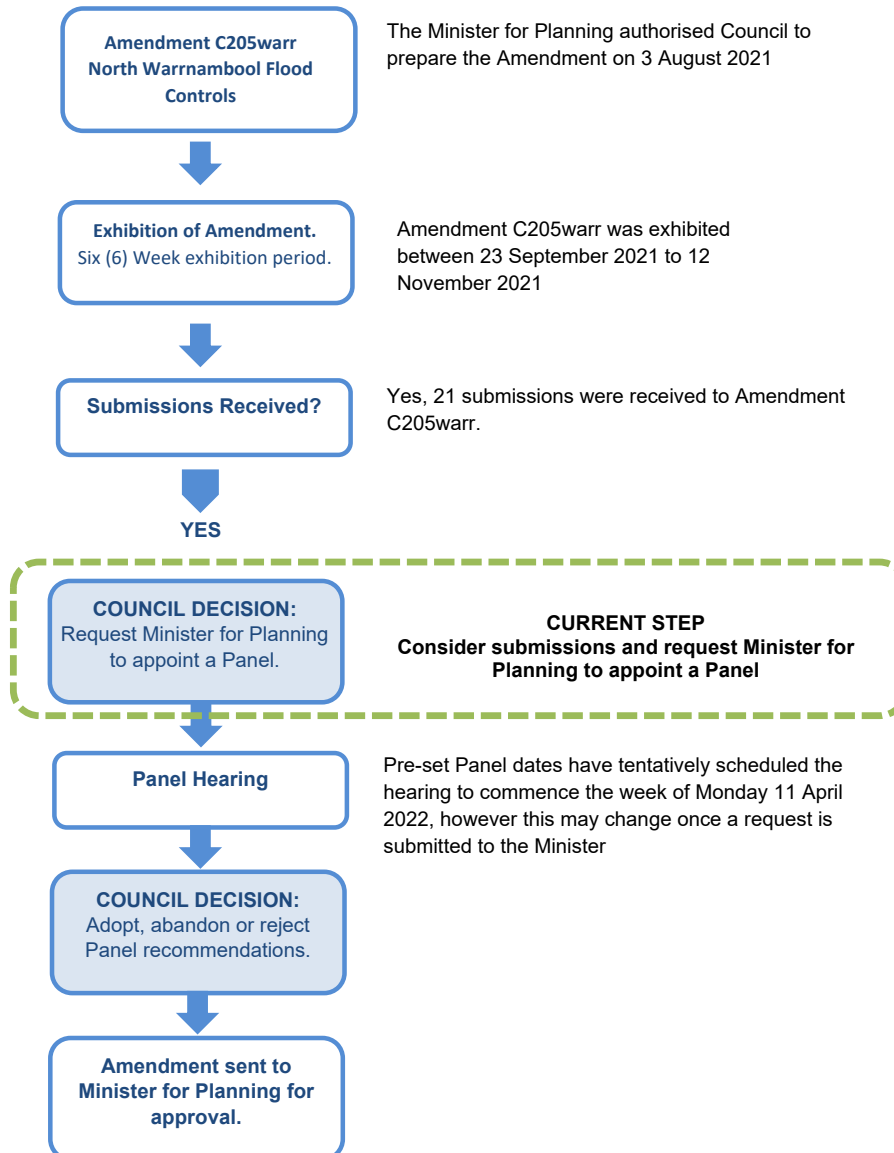 Amendment C205warr
North Warrnambool Flood
Controls
The Minister for Planning authorised Council to
prepare the Amendment on 3 August 2021
Exhibition of Amendment.
Six (6) Week exhibition period.
Amendment C205warr was exhibited
between 23 September 2021 to 12
November 2021
Submissions Received?
Yes, 21 submissions were received to Amendment
C205warr.
YES
COUNCIL DECISION:
Request Minister for Planning
to appoint a Panel.
CURRENT STEP
Consider submissions and request Minister for
Planning to appoint a Panel
Panel Hearing
Pre-set Panel dates have tentatively scheduled the
hearing to commence the week of Monday 11 April
2022, however this may change once a request is
submitted to the Minister
COUNCIL DECISION:
Adopt, abandon or reject
Panel recommendations.
Amendment sent to
Minister for Planning for
approval.